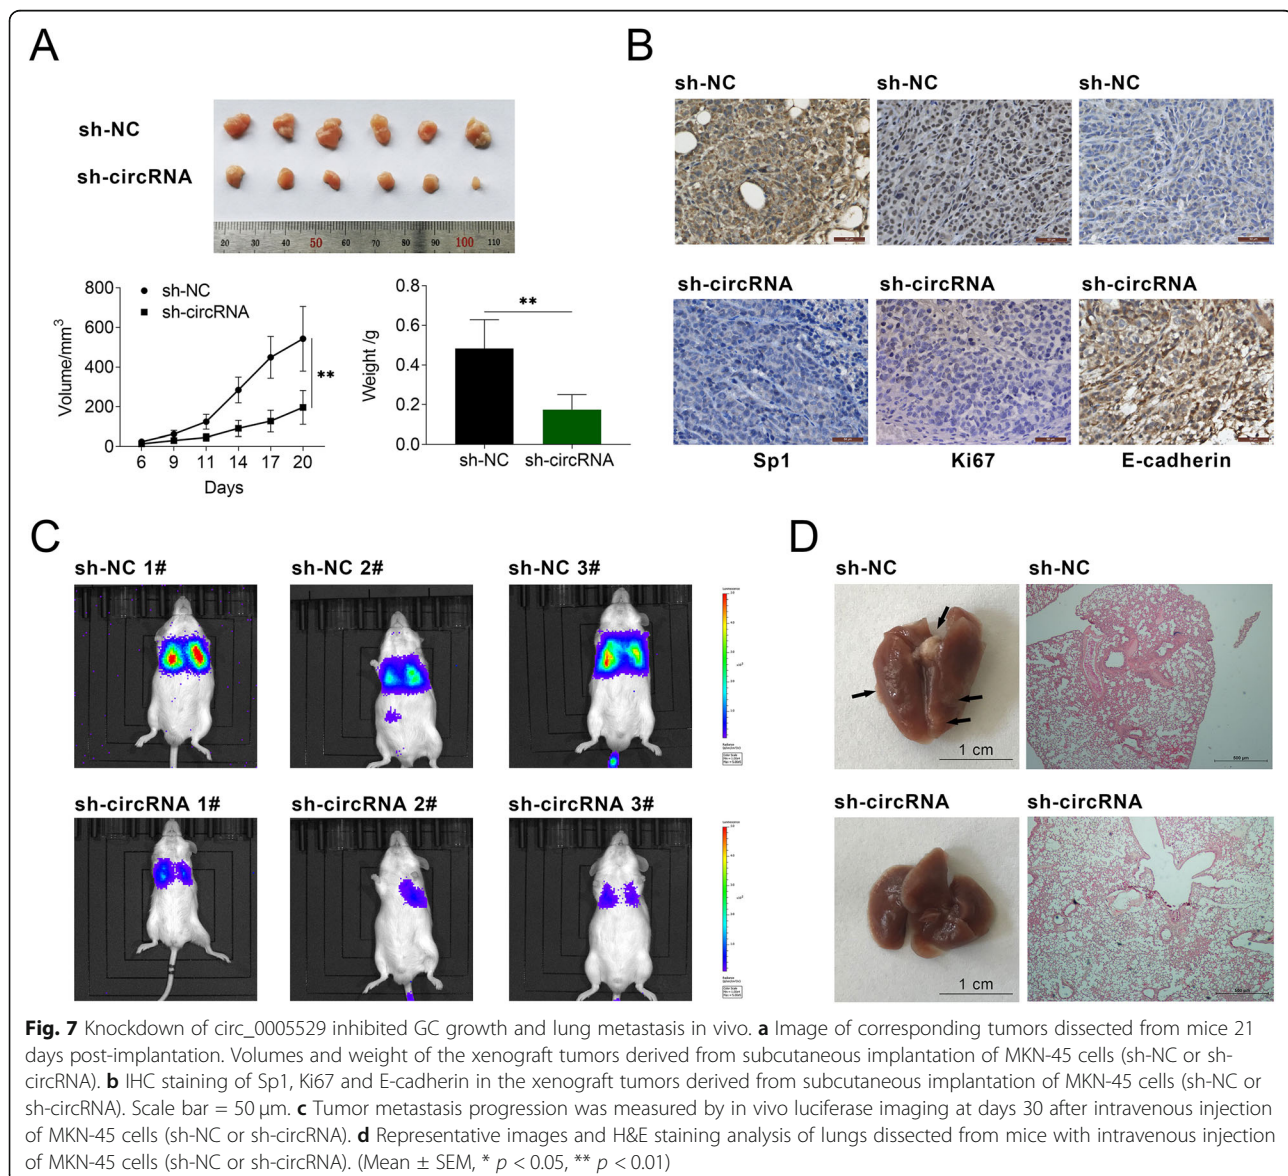 A
sh-NC
sh-circRNA
20 30 40 50 60 70 80 90 100 110
Volume/mm³
800
600
400
200
0
sh-NC
sh-circRNA
**
6 9 11 14 17 20
Days
Weight /g
0.8
0.6
0.4
0.2
0.0
**
sh-NC sh-circRNA
B
sh-NC sh-NC sh-NC
sh-circRNA sh-circRNA sh-circRNA
Sp1 Ki67 E-cadherin
C
sh-NC 1# sh-NC 2# sh-NC 3#
sh-circRNA 1# sh-circRNA 2# sh-circRNA 3#
D
sh-NC sh-NC
1 cm
500 μm
sh-circRNA sh-circRNA
1 cm
500 μm
Fig. 7 Knockdown of circ_0005529 inhibited GC growth and lung metastasis in vivo. a Image of corresponding tumors dissected from mice 21
days post-implantation. Volumes and weight of the xenograft tumors derived from subcutaneous implantation of MKN-45 cells (sh-NC or sh-
circRNA). b IHC staining of Sp1, Ki67 and E-cadherin in the xenograft tumors derived from subcutaneous implantation of MKN-45 cells (sh-NC or
sh-circRNA). Scale bar = 50 μm. c Tumor metastasis progression was measured by in vivo luciferase imaging at days 30 after intravenous injection
of MKN-45 cells (sh-NC or sh-circRNA). d Representative images and H&E staining analysis of lungs dissected from mice with intravenous injection
of MKN-45 cells (sh-NC or sh-circRNA). (Mean ± SEM, * p < 0.05, ** p < 0.01)